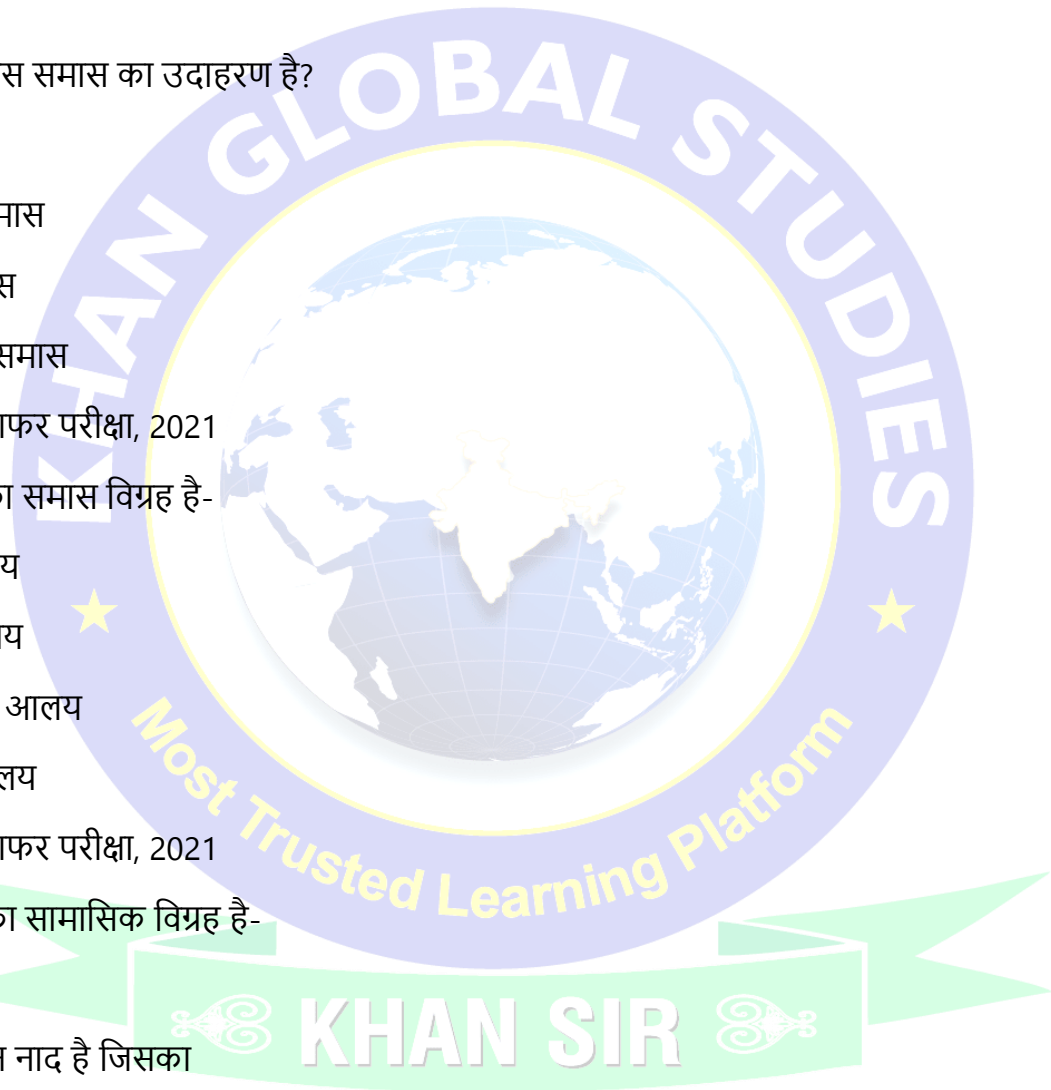 स समास का उदाहरण है?
मास
स
समास
ाफर परीक्षा, 2021
का समास विग्रह है-
य
य
आलय
लय
ाफर परीक्षा, 2021
का सामासिक विग्रह है-
नाद है जिसका
KHAN GLOBAL STUDIES
Most Trusted Learning Platform
KHAN SIR